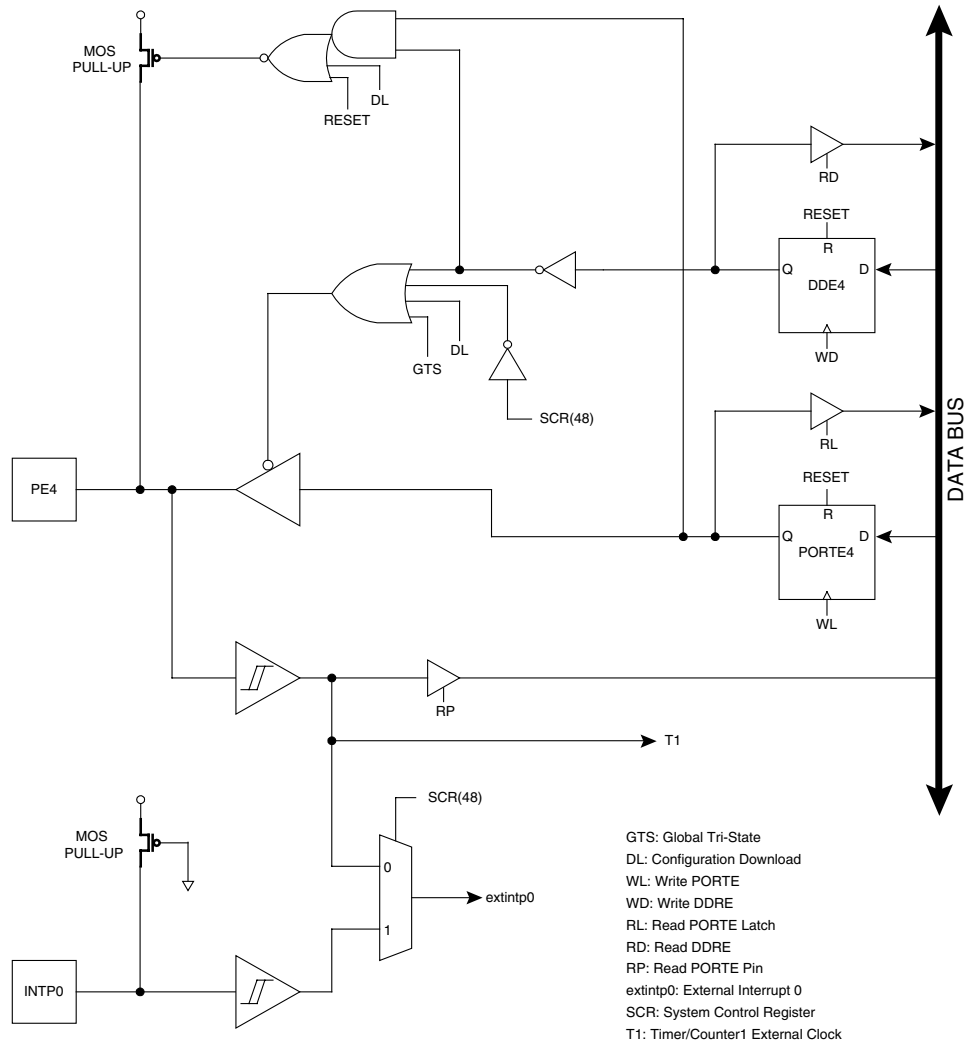 MOS
PULL-UP
DL
RESET
RD
RESET
R
Q
D
DDE4
WD
DL
GTS
SCR(48)
RL
DATA BUS
PE4
RESET
R
Q
D
PORTE4
WL
RP
T1
SCR(48)
MOS
PULL-UP
0
extintp0
1
INTP0
GTS: Global Tri-State
DL: Configuration Download
WL: Write PORTE
WD: Write DDRE
RL: Read PORTE Latch
RD: Read DDRE
RP: Read PORTE Pin
extintp0: External Interrupt 0
SCR: System Control Register
T1: Timer/Counter1 External Clock